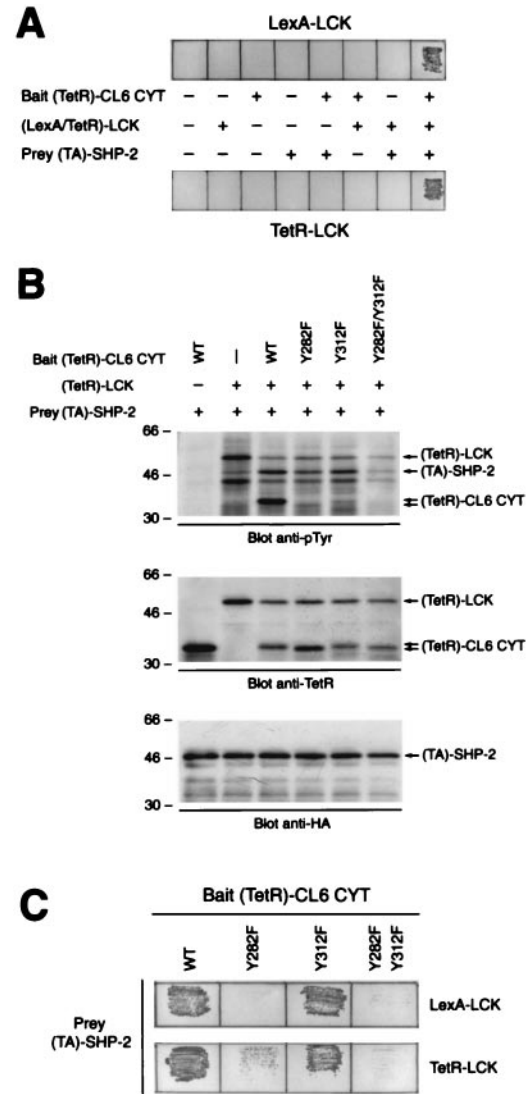 A
LexA-LCK
Bait (TetR)-CL6 CYT – – + – + + – +
(LexA/TetR)-LCK – + – – – + + +
Prey (TA)-SHP-2 – – – + + – + +
TetR-LCK
B
Bait (TetR)-CL6 CYT WT – WT Y282F Y312F Y282F/Y312F
(TetR)-LCK – + + + + +
Prey (TA)-SHP-2 + + + + + +
66 –
46 –
30 –
(TetR)-LCK
(TA)-SHP-2
(TetR)-CL6 CYT
Blot anti-pTyr
66 –
46 –
30 –
(TetR)-LCK
(TetR)-CL6 CYT
Blot anti-TetR
66 –
46 –
30 –
(TA)-SHP-2
Blot anti-HA
C
Bait (TetR)-CL6 CYT
WT Y282F Y312F Y282F Y312F
Prey
(TA)-SHP-2
LexA-LCK
TetR-LCK